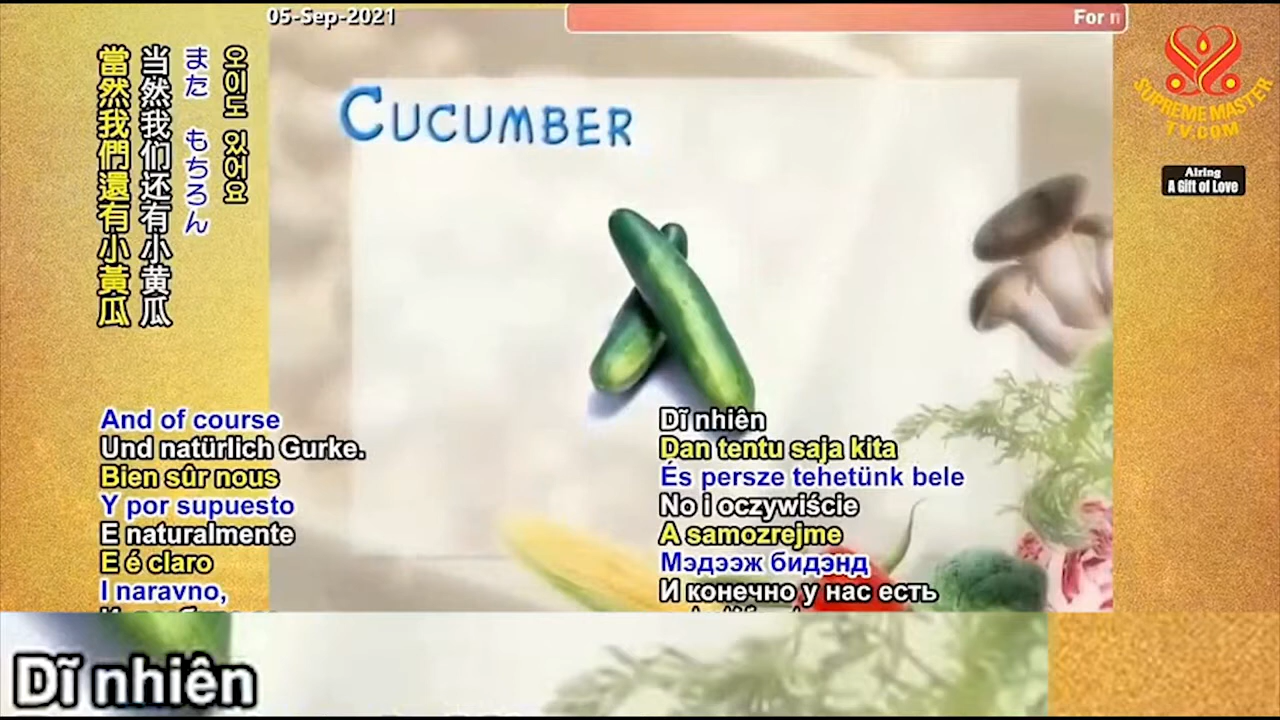 05-Sep-2021
For n
오이도 있어요
また もちろん
当然我们还有小黄瓜
當然我們還有小黃瓜
CUCUMBER
SUPREME MASTER
TV.COM
Airing
A Gift of Love
And of course
Und natürlich Gurke.
Bien sûr nous
Y por supuesto
E naturalmente
E é claro
I naravno,
Dĩ nhiên
Dan tentu saja kita
És persze tehetünk bele
No i oczywiście
A samozrejme
Мэдээж бидэнд
И конечно у нас есть
Dĩ nhiên